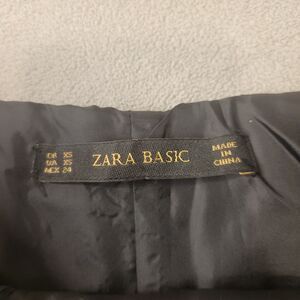 EUR XS
USA XS
MEX 24
ZARA BASIC
MADE
IN
CHINA